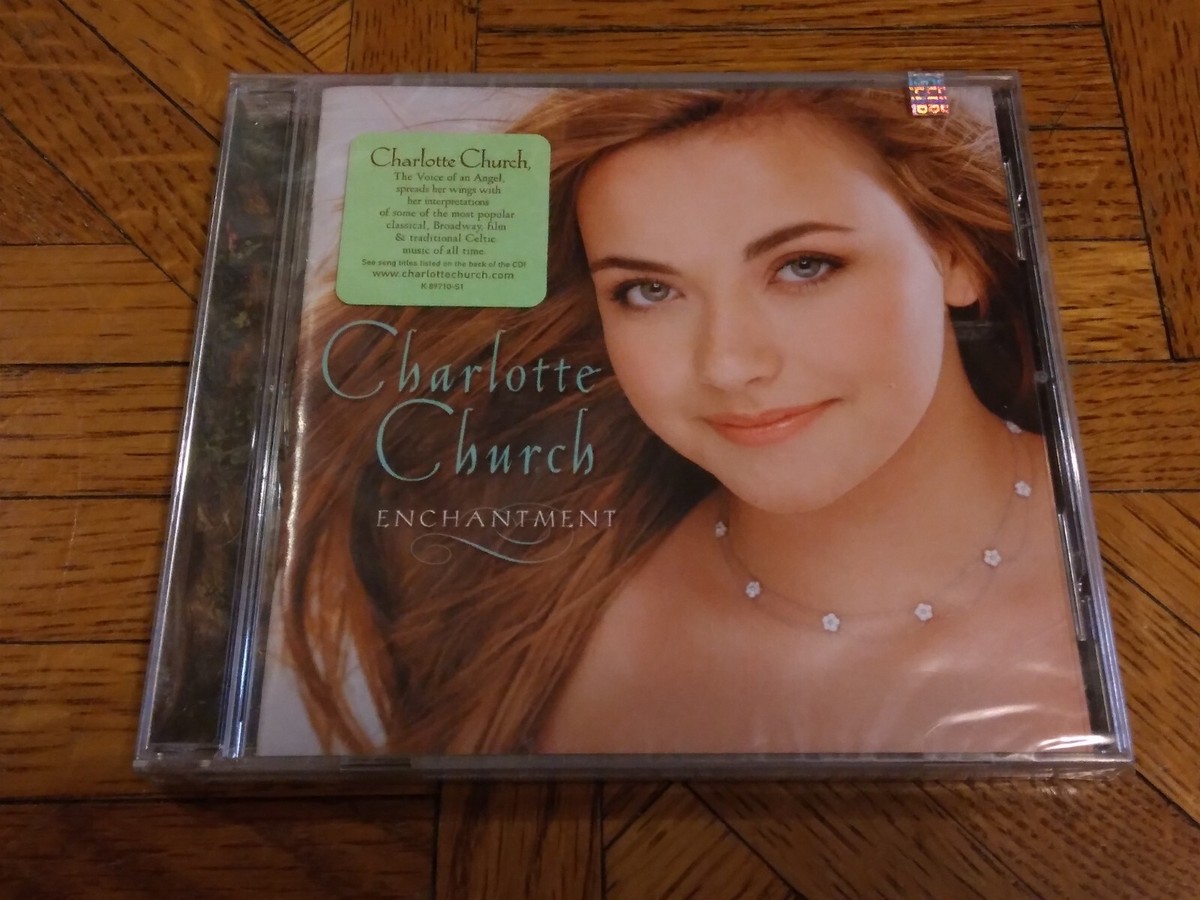 Charlotte Church,
The Voice of an Angel,
spreads her wings with
her interpretations
of some of the most popular
classical, Broadway, film
& traditional Celtic
music of all time.
See song titles listed on the back of the CD!
www.charlottechurch.com
Charlotte
Church
ENCHANTMENT